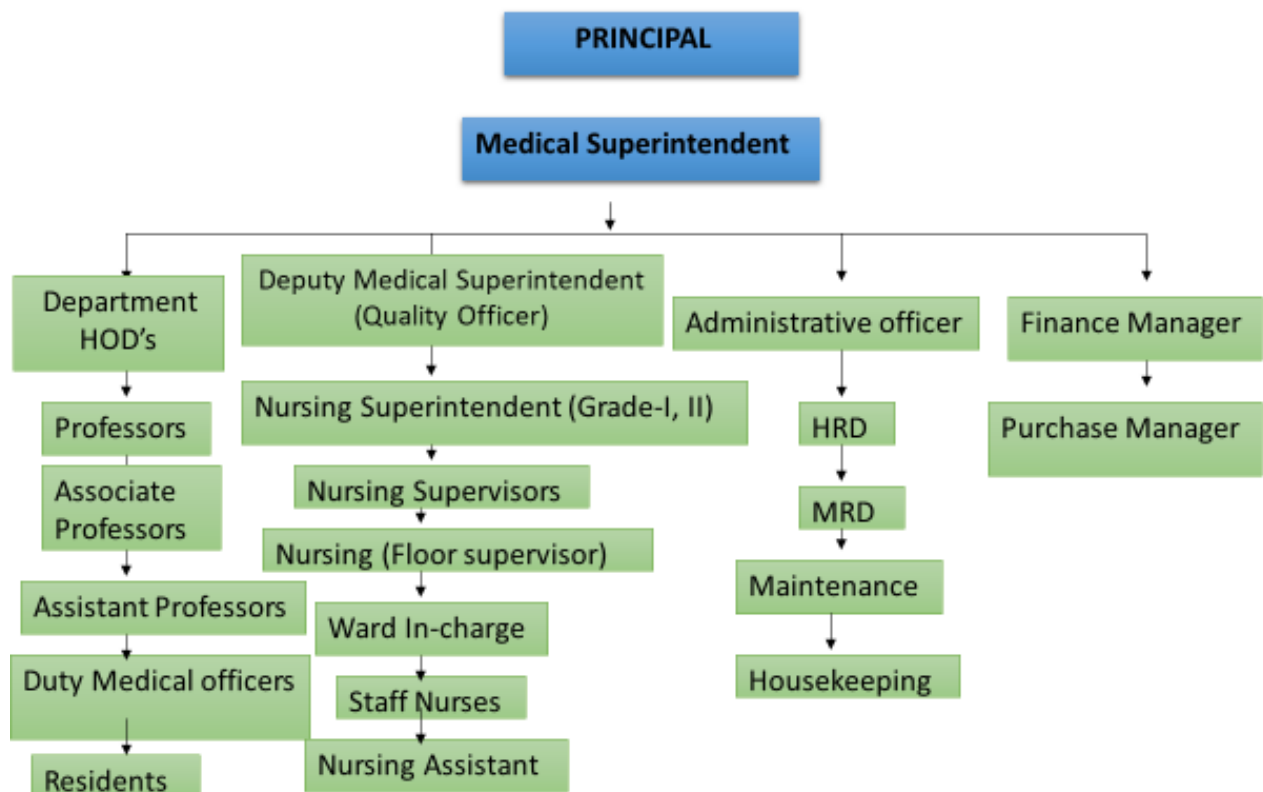 PRINCIPAL
Medical Superintendent
Department
HOD's
Professors
Associate
Professors
Assistant Professors
Duty Medical officers
Residents
Deputy Medical Superintendent
(Quality Officer)
Nursing Superintendent (Grade-I, II)
Nursing Supervisors
Nursing (Floor supervisor)
Ward In-charge
Staff Nurses
Nursing Assistant
Administrative officer
HRD
MRD
Maintenance
Housekeeping
Finance Manager
Purchase Manager